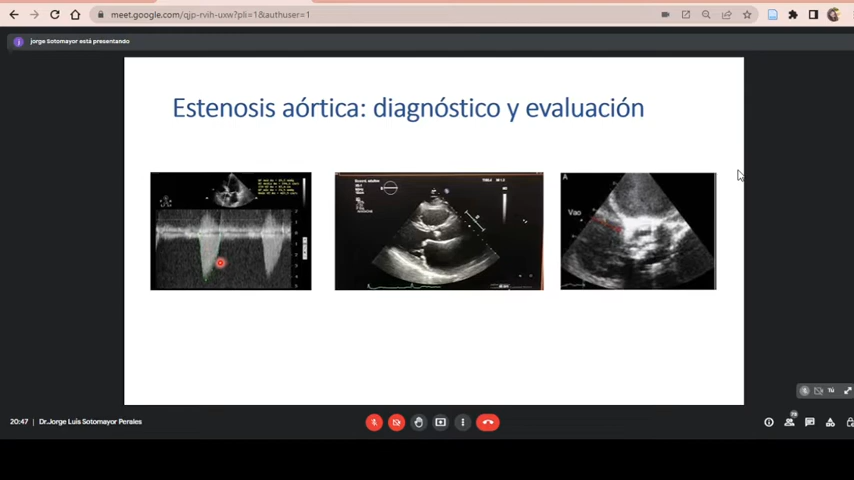 meet.google.com/qjp-rvih-uxw?pli=1&authuser=1
j
jorge Sotomayor está presentando
Estenosis aórtica: diagnóstico y evaluación
A
Vao
Tú
20:47 | Dr.Jorge Luis Sotomayor Perales